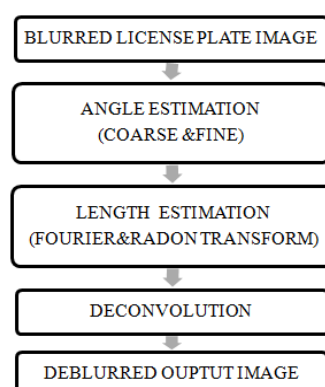 BLURRED LICENSE PLATE IMAGE
ANGLE ESTIMATION
(COARSE &FINE)
LENGTH ESTIMATION
(FOURIER&RADON TRANSFORM)
DECONVOLUTION
DEBLURRED OUPTUT IMAGE